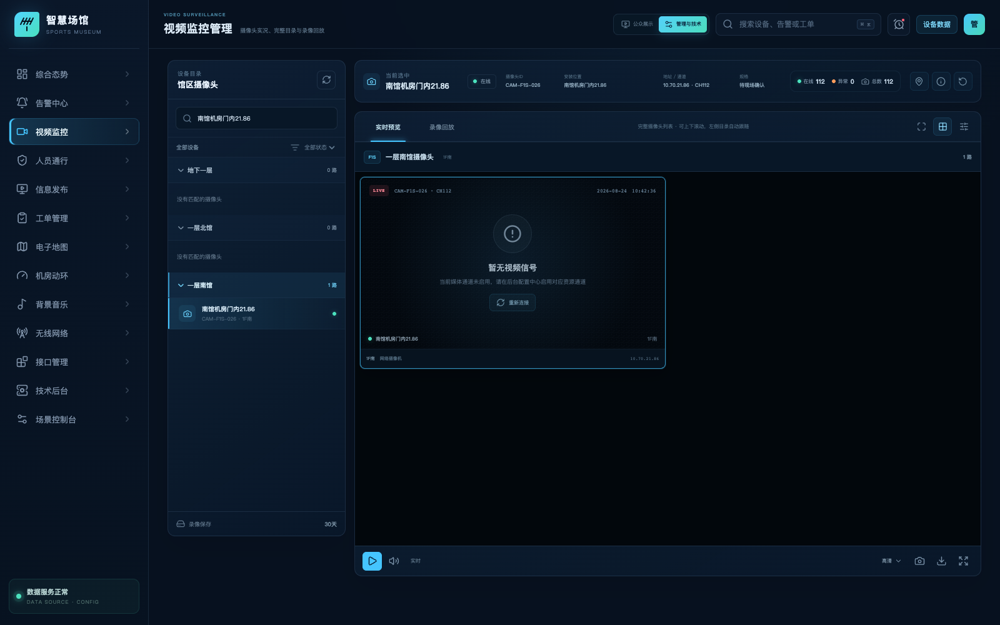 智慧场馆
SPORTS MUSEUM
综合态势
告警中心
视频监控
人员通行
信息发布
工单管理
电子地图
机房动环
背景音乐
无线网络
接口管理
技术后台
场景控制台
数据服务正常
DATA SOURCE · CONFIG
VIDEO SURVEILLANCE
视频监控管理 摄像头实况、完整目录与录像回放
公众展示 管理与技术
搜索设备、告警或工单 ⌘ K
设备数据
管
设备目录
馆区摄像头
南馆机房门内21.86
全部设备 全部状态
地下一层 0 路
没有匹配的摄像头
一层北馆 0 路
没有匹配的摄像头
一层南馆 1 路
南馆机房门内21.86
CAM-F1S-026 · 1F南
录像保存 30天
当前选中
南馆机房门内21.86
在线
摄像头ID
CAM-F1S-026
安装位置
南馆机房门内21.86
地址 / 通道
10.70.21.86 · CH112
规格
待现场确认
在线 112 异常 0 总数 112
实时预览 录像回放 完整摄像头列表 · 可上下滚动，左侧目录自动跟随
F1S 一层南馆摄像头 1F南 1 路
LIVE CAM-F1S-026 · CH112 2026-08-24 10:42:36
暂无视频信号
当前媒体通道未启用，请在后台配置中心启用对应资源通道
重新连接
南馆机房门内21.86 1F南
1F南 网络摄像机 10.70.21.86
实时 高清